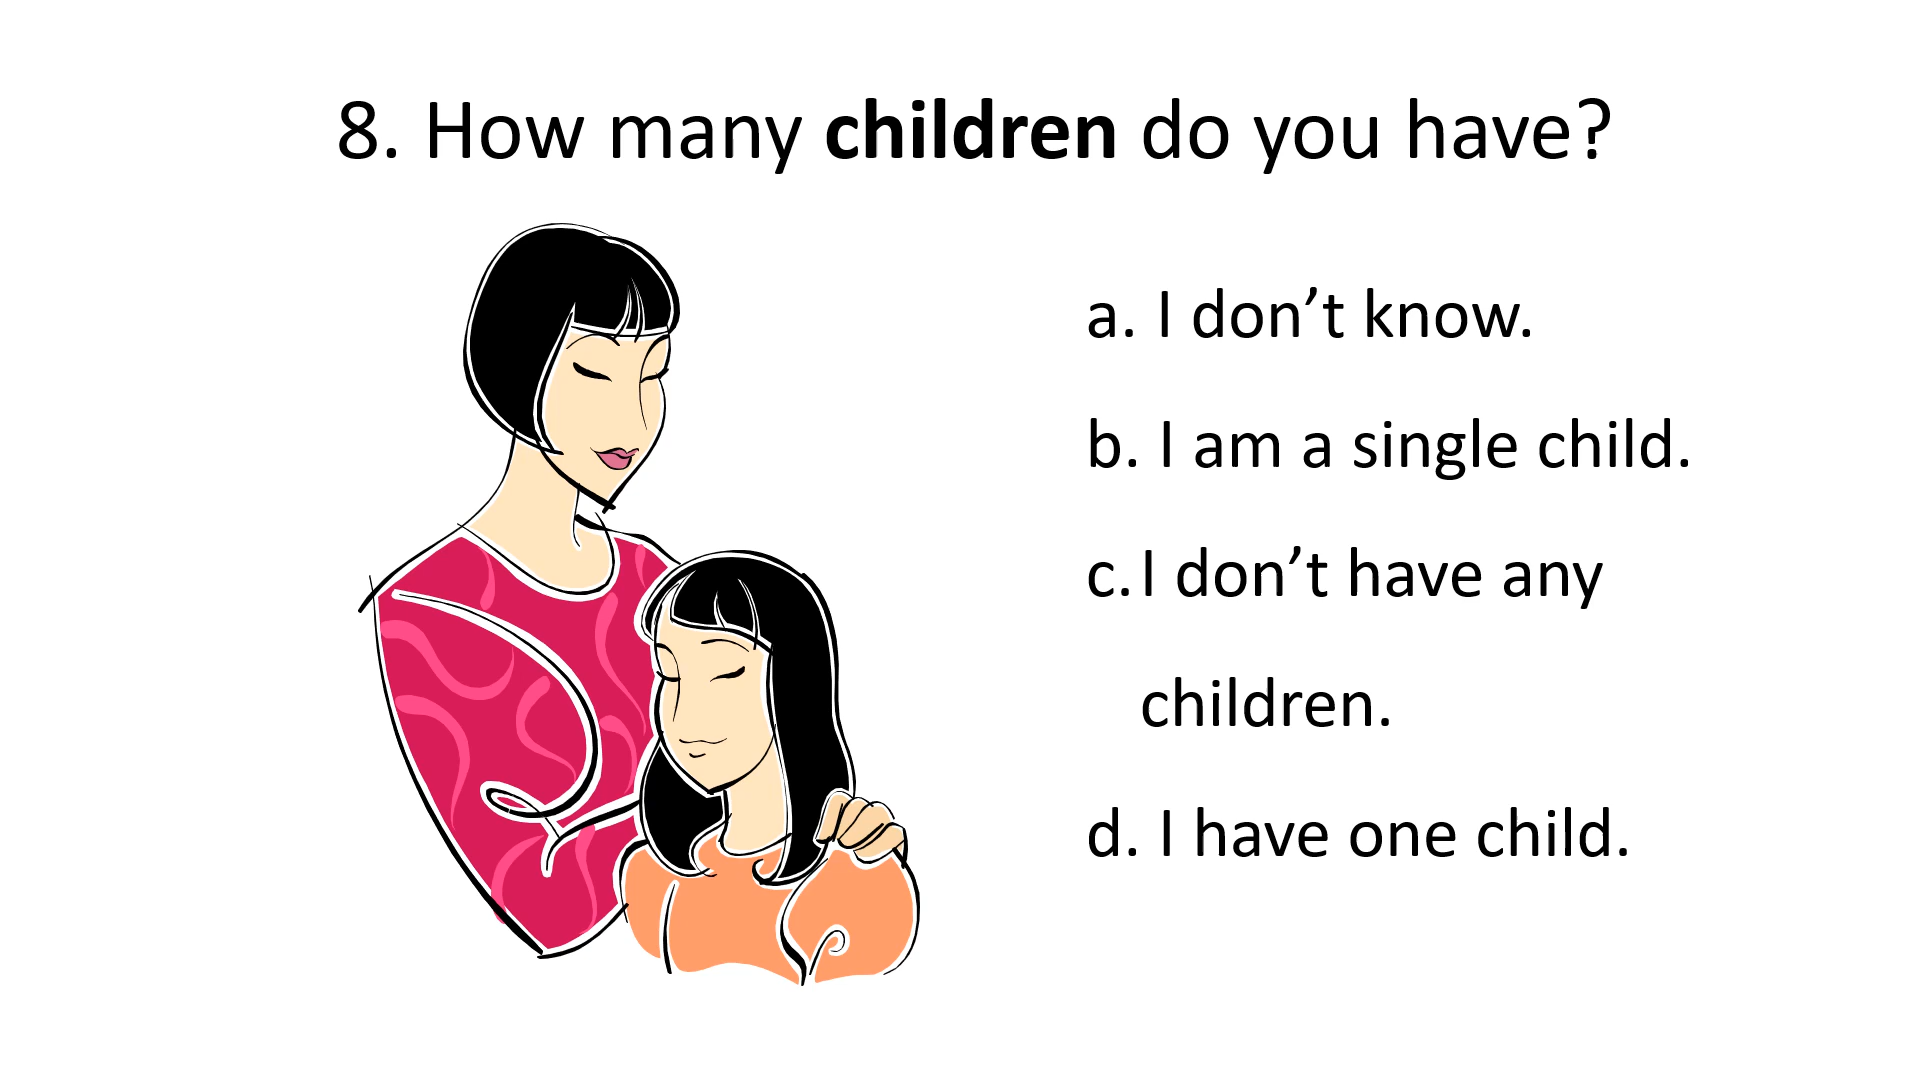 8. How many children do you have?
a. I don’t know.
b. I am a single child.
c. I don’t have any
children.
d. I have one child.